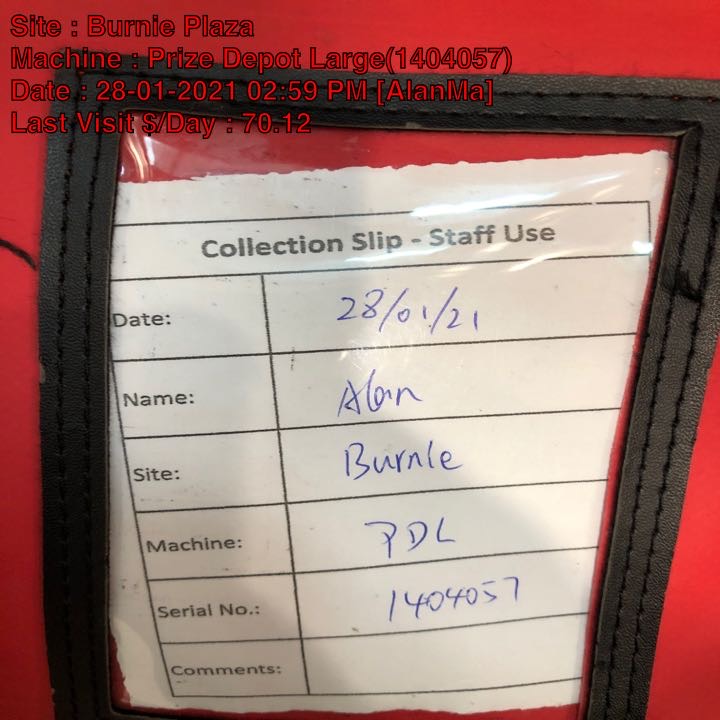 Site : Burnie Plaza
Machine : Prize Depot Large(1404057)
Date : 28-01-2021 02:59 PM [AlanMa]
Last Visit $/Day : 70.12
Collection Slip - Staff Use
Date: 28/01/21
Name: Alan
Site: Burnie
Machine: PDL
Serial No.: 1404057
Comments: